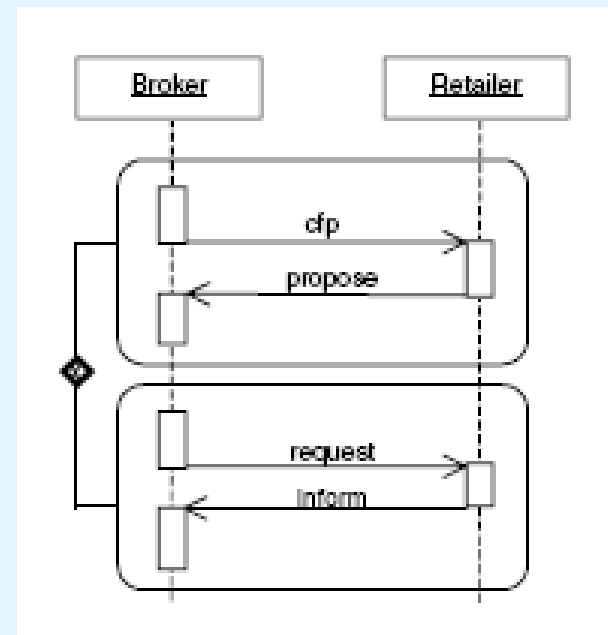 Broker
Retailer
cfp
propose
request
inform